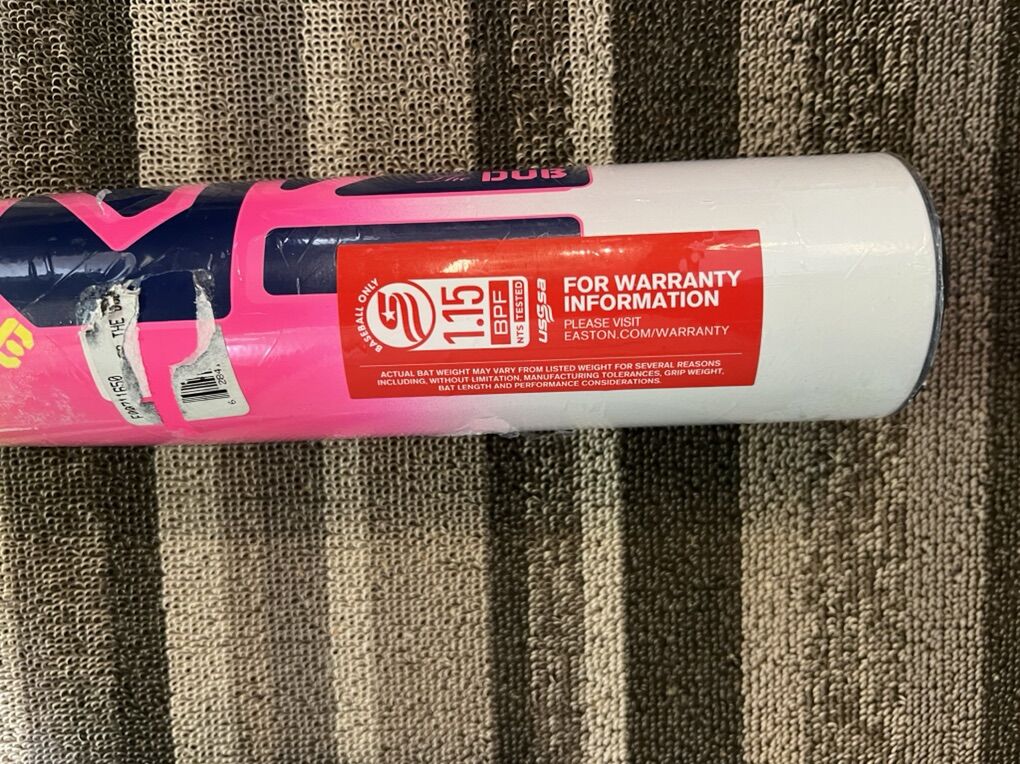 The DUB
BASEBALL ONLY
1.15
BPF
NTS TESTED
USSSA
FOR WARRANTY
INFORMATION
PLEASE VISIT
EASTON.COM/WARRANTY
ACTUAL BAT WEIGHT MAY VARY FROM LISTED WEIGHT FOR SEVERAL REASONS
INCLUDING, WITHOUT LIMITATION, MANUFACTURING TOLERANCES, GRIP WEIGHT,
BAT LENGTH AND PERFORMANCE CONSIDERATIONS.
THE